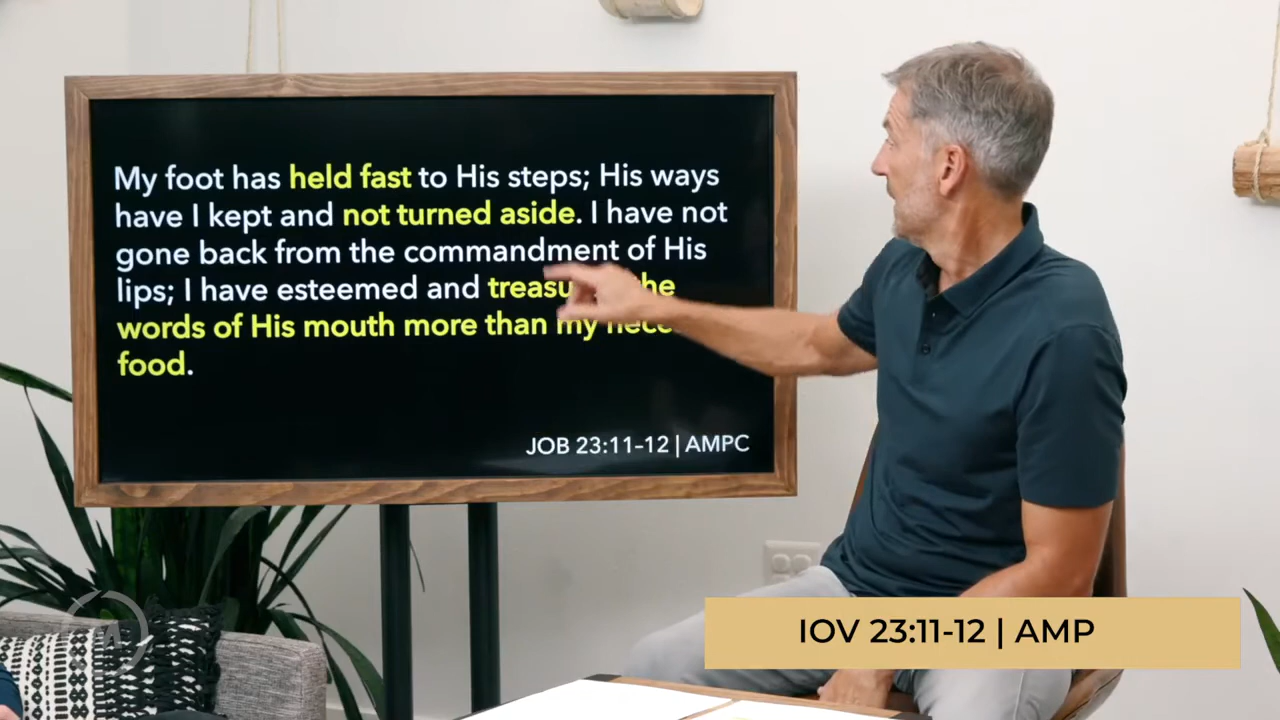 My foot has held fast to His steps; His ways
have I kept and not turned aside. I have not
gone back from the commandment of His
lips; I have esteemed and
words of His mouth more than my
food.
JOB 23:11-12 | AMPC
IOV 23:11-12 | AMP